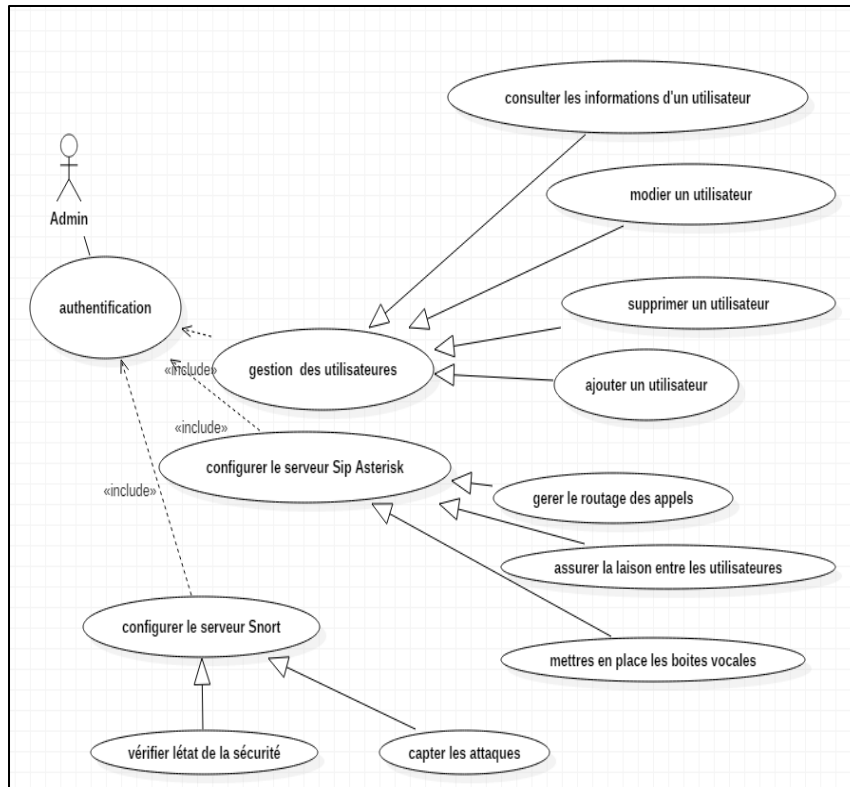 consulter les informations d'un utilisateur
modier un utilisateur
Admin
supprimer un utilisateur
authentification
«include»
gestion des utilisateures
ajouter un utilisateur
«include»
configurer le serveur Sip Asterisk
«include»
gerer le routage des appels
assurer la laison entre les utilisateures
configurer le serveur Snort
mettres en place les boites vocales
vérifier létat de la sécurité
capter les attaques